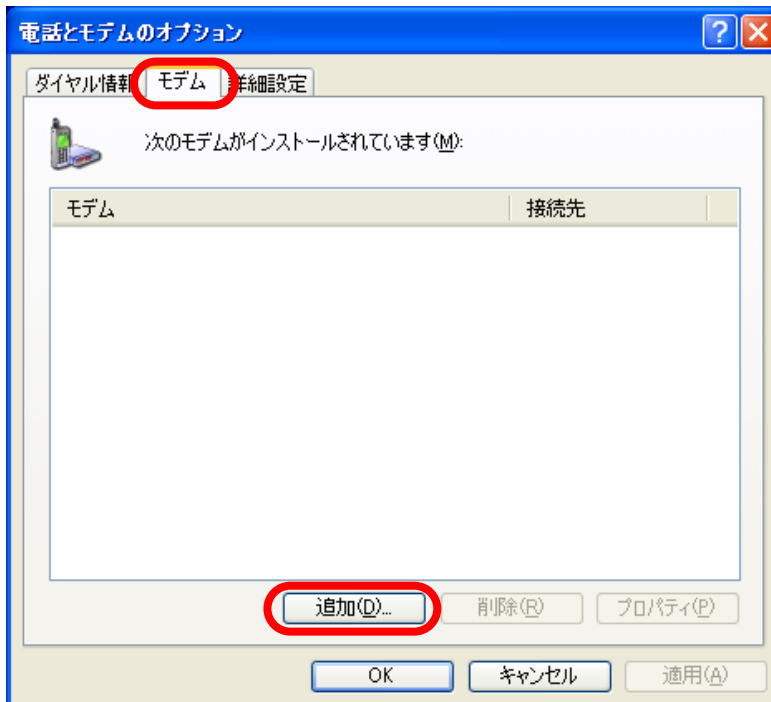 電話とモデムのオプション
ダイヤル情報 モデム 詳細設定
次のモデムがインストールされています(M):
モデム 接続先
追加(D)... 削除(R) プロパティ(P)
OK キャンセル 適用(A)